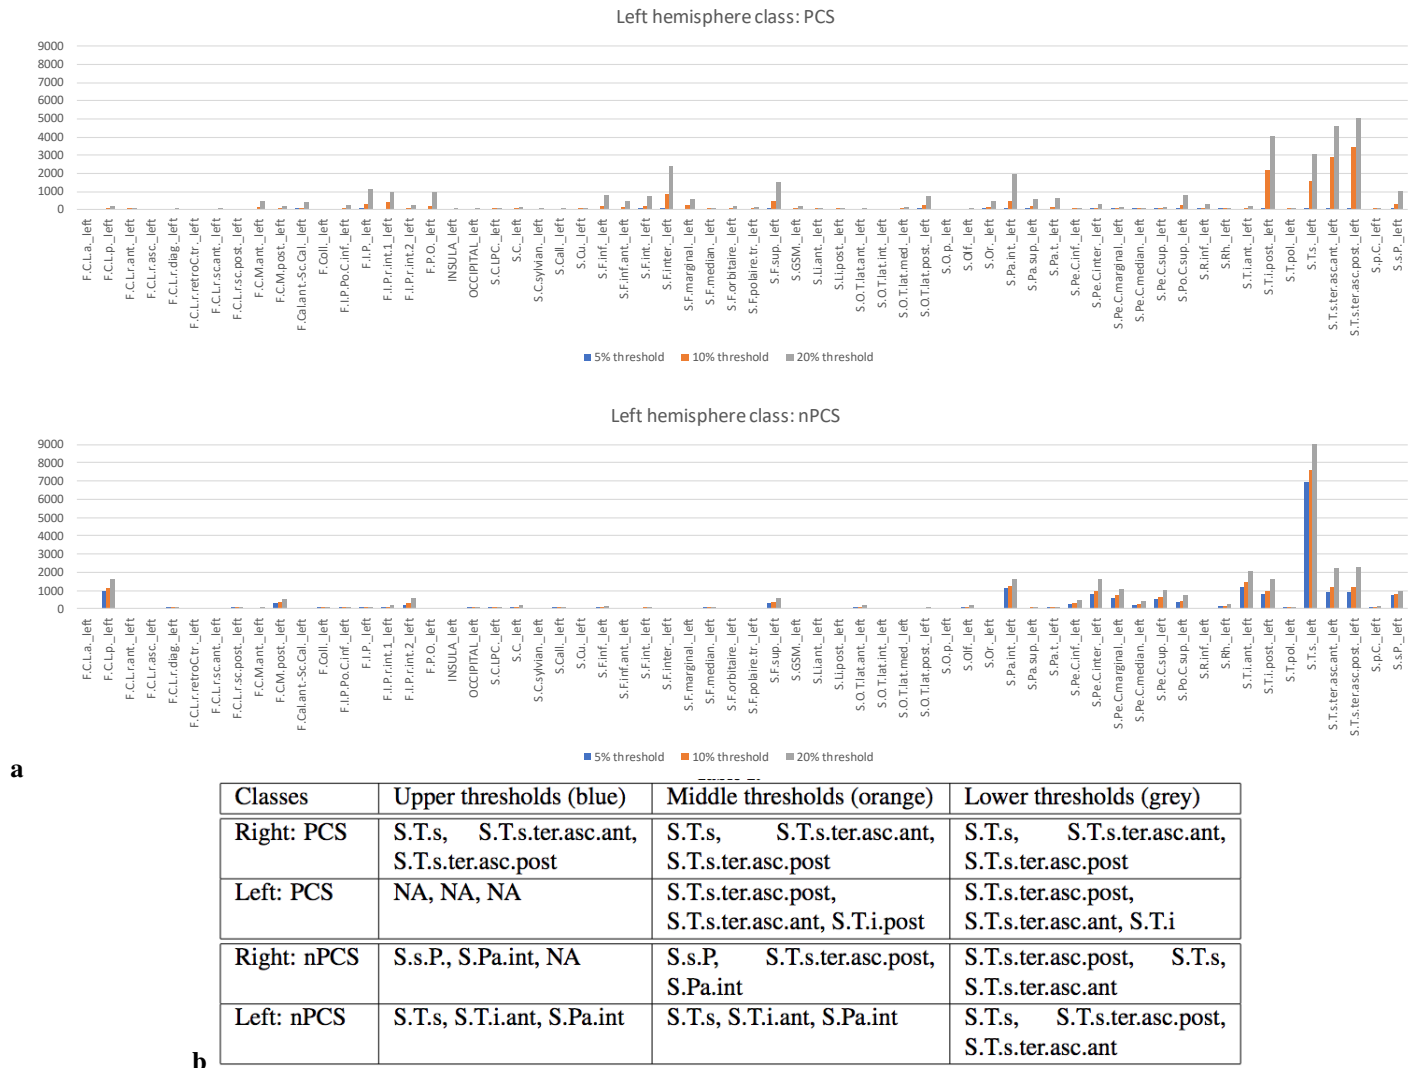 Left hemisphere class: PCS
9000
8000
7000
6000
5000
4000
3000
2000
1000
0
F.C.L.a._left
F.C.L.p._left
F.C.L.r.ant._left
F.C.L.r.asc._left
F.C.L.r.diag._left
F.C.L.r.retroC.tr._left
F.C.L.r.sc.ant._left
F.C.L.r.sc.post._left
F.C.M.ant._left
F.C.M.post._left
F.Cal.ant.-Sc.Cal._left
F.Coll._left
F.I.P.Po.C.inf._left
F.I.P._left
F.I.P.r.int.1_left
F.I.P.r.int.2_left
F.P.O._left
INSULA_left
OCCIPITAL_left
S.C.LPC._left
S.C._left
S.C.sylvian._left
S.Call._left
S.Cu._left
S.F.inf._left
S.F.inf.ant._left
S.F.int._left
S.F.inter._left
S.F.marginal._left
S.F.median._left
S.F.orbitaire._left
S.F.polaire.tr._left
S.F.sup._left
S.GSM._left
S.Li.ant._left
S.Li.post._left
S.O.T.lat.ant._left
S.O.T.lat.int._left
S.O.T.lat.med._left
S.O.T.lat.post._left
S.O.p._left
S.Olf._left
S.Or._left
S.Pa.int._left
S.Pa.sup._left
S.Pa.t._left
S.Pe.C.inf._left
S.Pe.C.inter._left
S.Pe.C.marginal._left
S.Pe.C.median._left
S.Pe.C.sup._left
S.Po.C.sup._left
S.R.inf._left
S.Rh._left
S.T.i.ant._left
S.T.i.post._left
S.T.pol._left
S.T.s._left
S.T.s.ter.asc.ant._left
S.T.s.ter.asc.post._left
S.p.C._left
S.s.P._left
5% threshold 10% threshold 20% threshold
Left hemisphere class: nPCS
9000
8000
7000
6000
5000
4000
3000
2000
1000
0
F.C.L.a._left
F.C.L.p._left
F.C.L.r.ant._left
F.C.L.r.asc._left
F.C.L.r.diag._left
F.C.L.r.retroC.tr._left
F.C.L.r.sc.ant._left
F.C.L.r.sc.post._left
F.C.M.ant._left
F.C.M.post._left
F.Cal.ant.-Sc.Cal._left
F.Coll._left
F.I.P.Po.C.inf._left
F.I.P._left
F.I.P.r.int.1_left
F.I.P.r.int.2_left
F.P.O._left
INSULA_left
OCCIPITAL_left
S.C.LPC._left
S.C._left
S.C.sylvian._left
S.Call._left
S.Cu._left
S.F.inf._left
S.F.inf.ant._left
S.F.int._left
S.F.inter._left
S.F.marginal._left
S.F.median._left
S.F.orbitaire._left
S.F.polaire.tr._left
S.F.sup._left
S.GSM._left
S.Li.ant._left
S.Li.post._left
S.O.T.lat.ant._left
S.O.T.lat.int._left
S.O.T.lat.med._left
S.O.T.lat.post._left
S.O.p._left
S.Olf._left
S.Or._left
S.Pa.int._left
S.Pa.sup._left
S.Pa.t._left
S.Pe.C.inf._left
S.Pe.C.inter._left
S.Pe.C.marginal._left
S.Pe.C.median._left
S.Pe.C.sup._left
S.Po.C.sup._left
S.R.inf._left
S.Rh._left
S.T.i.ant._left
S.T.i.post._left
S.T.pol._left
S.T.s._left
S.T.s.ter.asc.ant._left
S.T.s.ter.asc.post._left
S.p.C._left
S.s.P._left
5% threshold 10% threshold 20% threshold
a
Classes Upper thresholds (blue) Middle thresholds (orange) Lower thresholds (grey)
Right: PCS S.T.s, S.T.s.ter.asc.ant, S.T.s, S.T.s.ter.asc.ant, S.T.s, S.T.s.ter.asc.ant,
S.T.s.ter.asc.post S.T.s.ter.asc.post S.T.s.ter.asc.post
Left: PCS NA, NA, NA S.T.s.ter.asc.post, S.T.s.ter.asc.post,
S.T.s.ter.asc.ant, S.T.i.post S.T.s.ter.asc.ant, S.T.i
Right: nPCS S.s.P., S.Pa.int, NA S.s.P, S.T.s.ter.asc.post, S.T.s.ter.asc.post, S.T.s,
S.Pa.int S.T.s.ter.asc.ant
Left: nPCS S.T.s, S.T.i.ant, S.Pa.int S.T.s, S.T.i.ant, S.Pa.int S.T.s, S.T.s.ter.asc.post,
S.T.s.ter.asc.ant
b